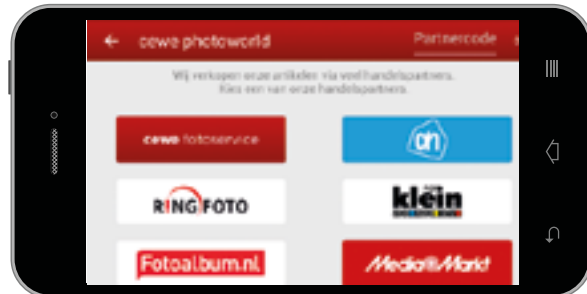 cewe photoworld
Partnercode
Wij verkopen onze artikelen via veel handelspartners.
Kies een van onze handelspartners.
cewe fotoservice
ah
RINGFOTO
klein
Fotoalbum.nl
MediaMarkt